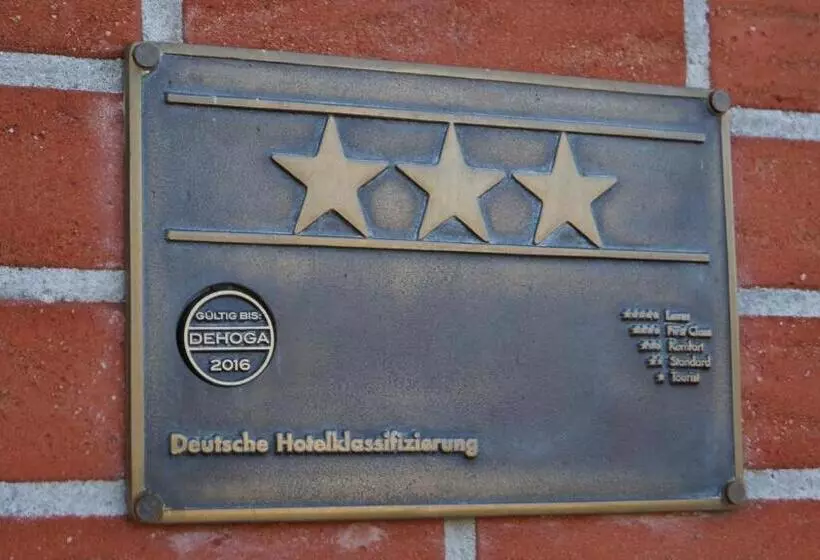 GÜLTIG BIS:
DEHOGA
2016
★★★★★ Luxus
★★★★ First Class
★★★ Komfort
★★ Standard
★ Tourist
Deutsche Hotelklassifizierung